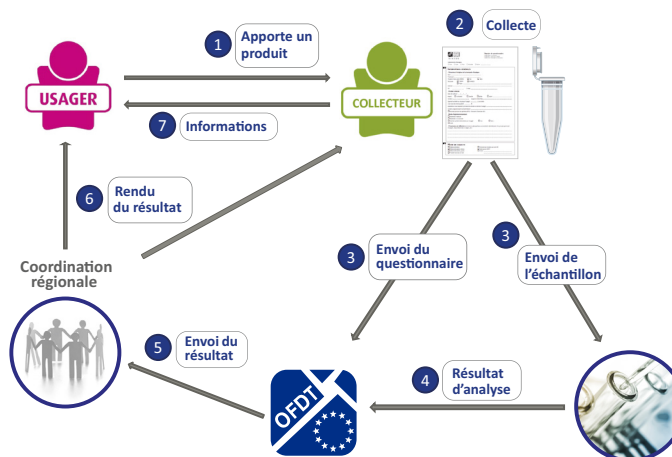 1
Apporte un
produit
2
Collecte
USAGER
COLLECTEUR
7
Informations
6
Rendu
du résultat
3
Envoi du
questionnaire
3
Envoi de
l'échantillon
Coordination
régionale
5
Envoi du
résultat
4
Résultat
d'analyse
OFDT